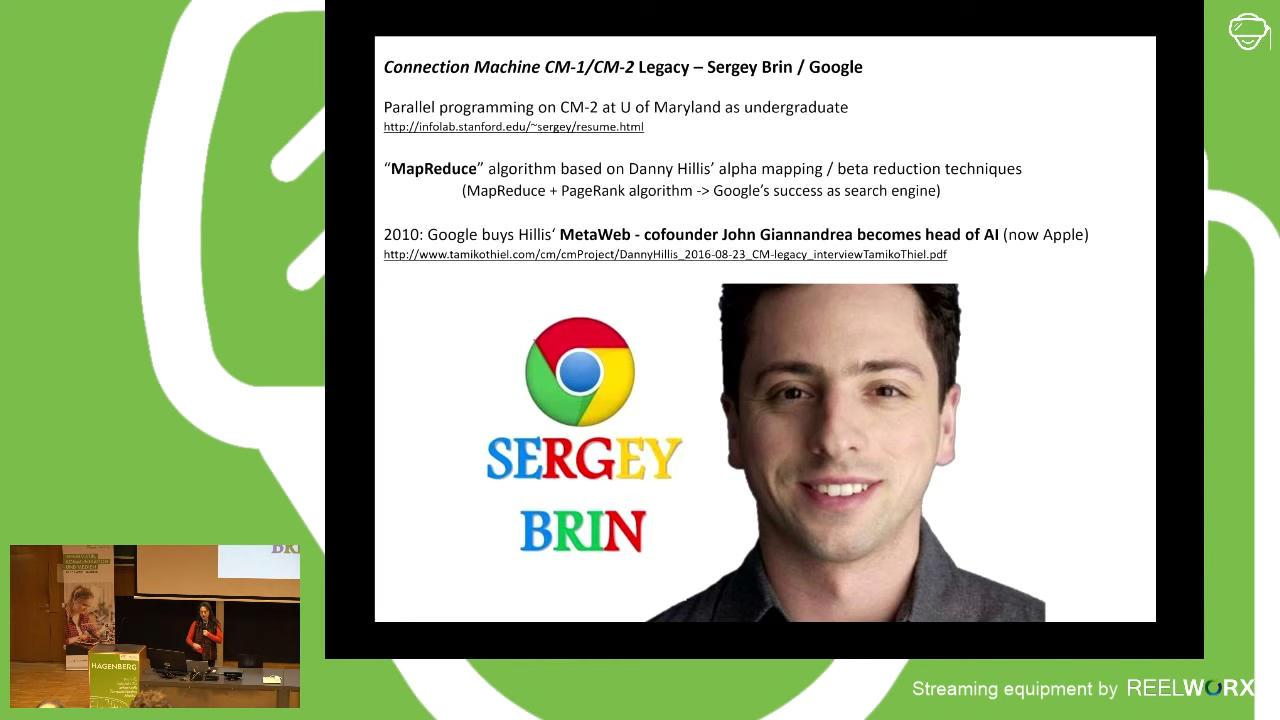 Connection Machine CM-1/CM-2 Legacy – Sergey Brin / Google
Parallel programming on CM-2 at U of Maryland as undergraduate
http://infolab.stanford.edu/~sergey/resume.html
“MapReduce” algorithm based on Danny Hillis’ alpha mapping / beta reduction techniques
(MapReduce + PageRank algorithm -> Google’s success as search engine)
2010: Google buys Hillis‘ MetaWeb - cofounder John Giannandrea becomes head of AI (now Apple)
http://www.tamikothiel.com/cm/cmProject/DannyHillis_2016-08-23_CM-legacy_interviewTamikoThiel.pdf
SERGEY
BRIN
HAGENBERG
Streaming equipment by REELWORX